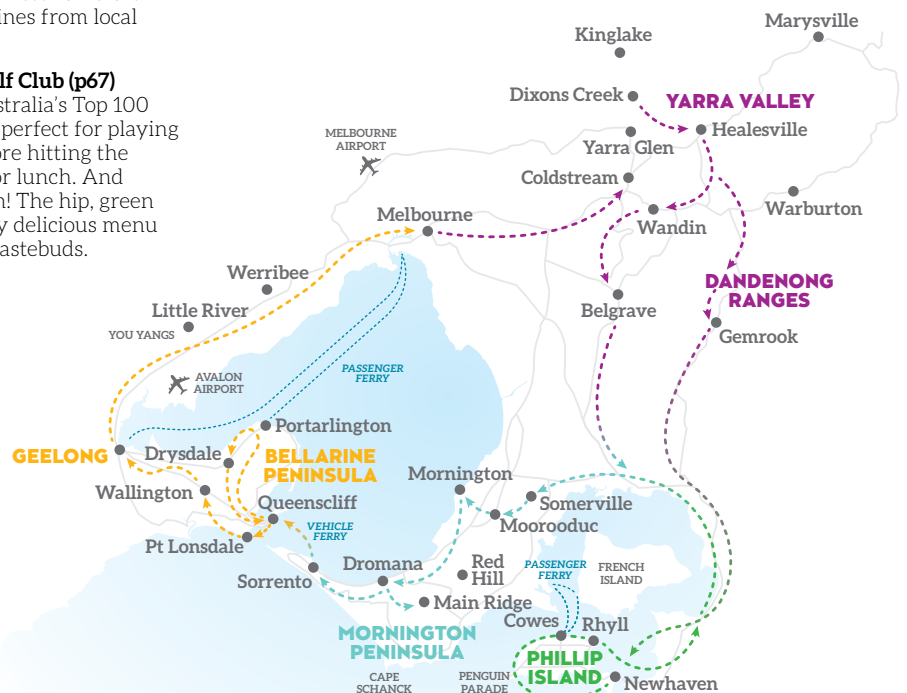 ines from local
lf Club (p67)
stralia's Top 100
perfect for playing
ore hitting the
or lunch. And
n! The hip, green
y delicious menu
astebuds.
Marysville
Kinglake
Dixons Creek
YARRA VALLEY
Healesville
MELBOURNE
AIRPORT
Yarra Glen
Coldstream
Warburton
Melbourne
Wandin
Werribee
DANDENONG
RANGES
Little River
Belgrave
YOU YANGS
Gemrook
PASSENGER
FERRY
AVALON
AIRPORT
Portarlington
GEELONG
Drysdale
BELLARINE
PENINSULA
Mornington
Wallington
Queenscliff
Somerville
Moorooduc
VEHICLE
FERRY
Pt Lonsdale
Dromana
Red
Hill
PASSENGER
FERRY
FRENCH
ISLAND
Sorrento
Main Ridge
Cowes
Rhyll
MORNINGTON
PENINSULA
PHILLIP
ISLAND
CAPE
SCHANCK
PENGUIN
PARADE
Newhaven